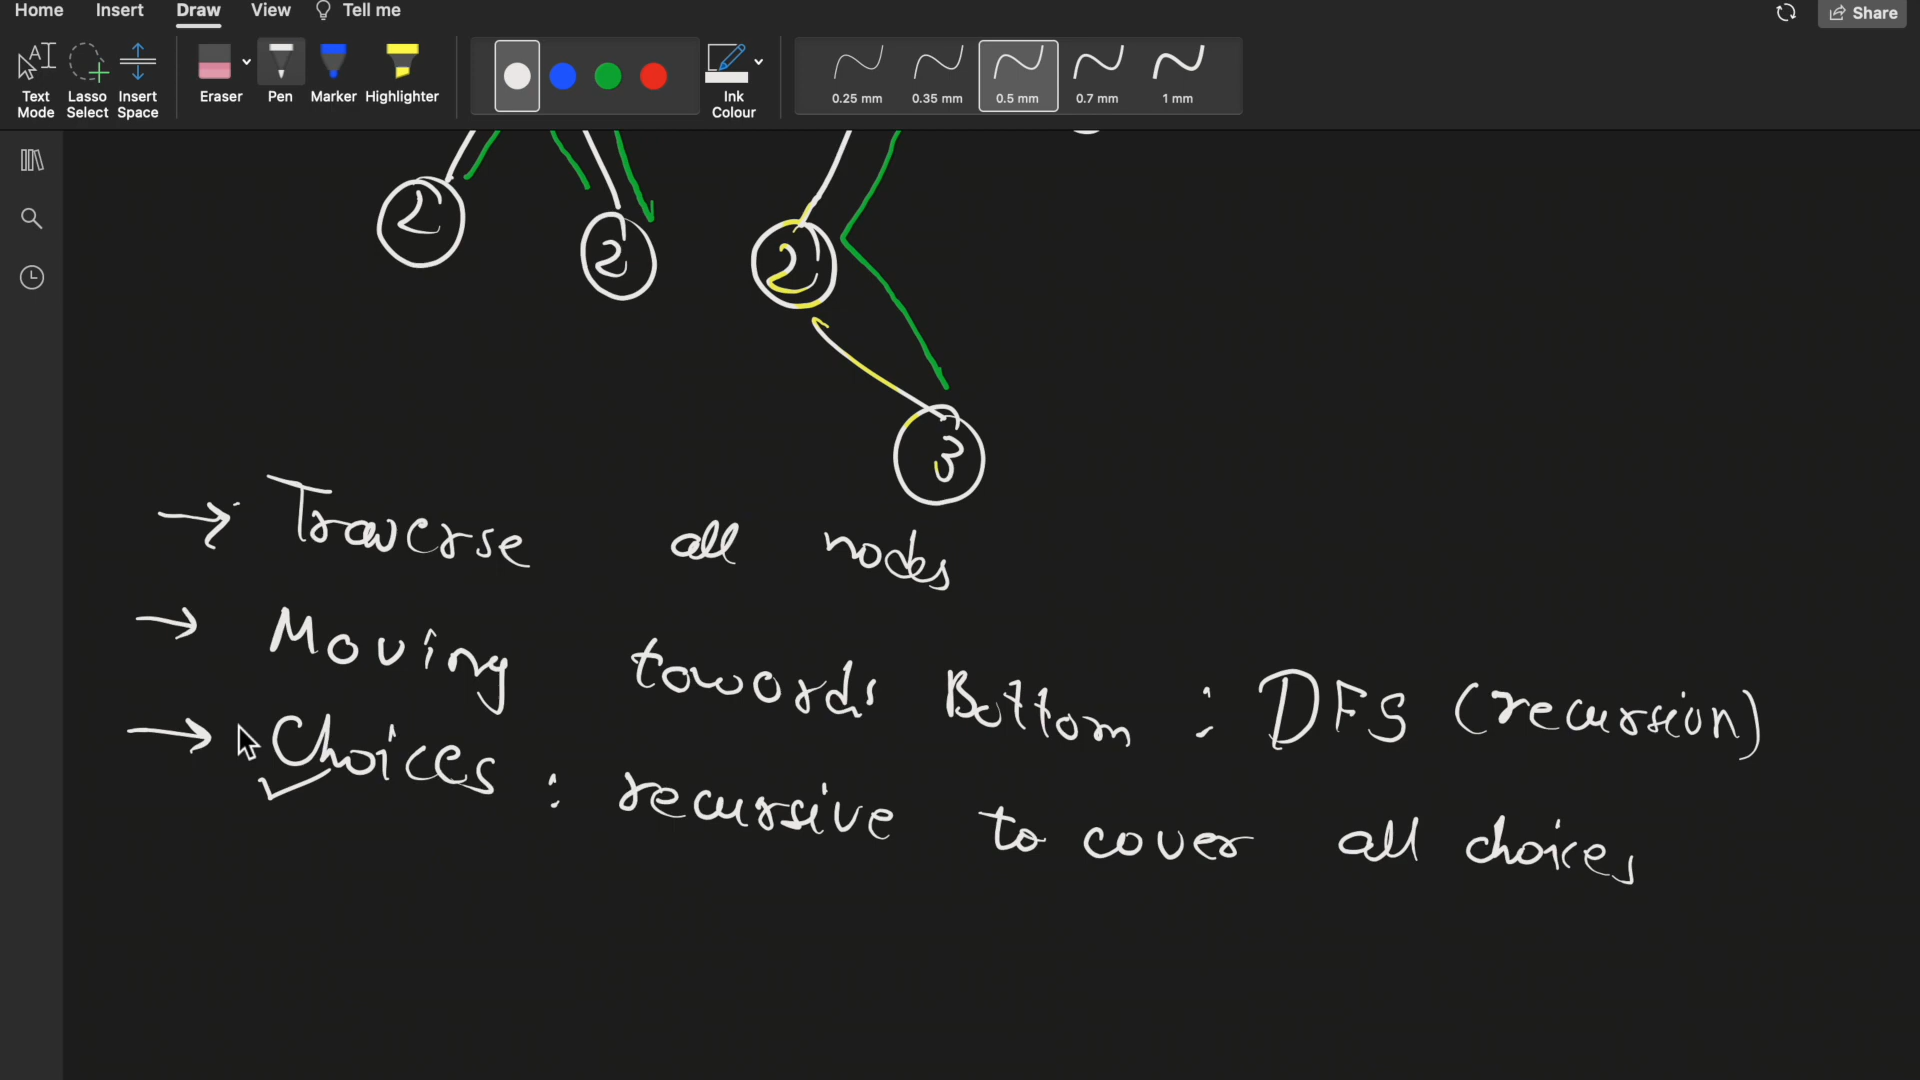 Home Insert Draw View Tell me Share
Text Mode Lasso Select Insert Space Eraser Pen Marker Highlighter Ink Colour 0.25 mm 0.35 mm 0.5 mm 0.7 mm 1 mm
2 2 2
3
→ Traverse all nodes
→ Moving towards Bottom : DFS (recursion)
→ Choices : recursive to cover all choices